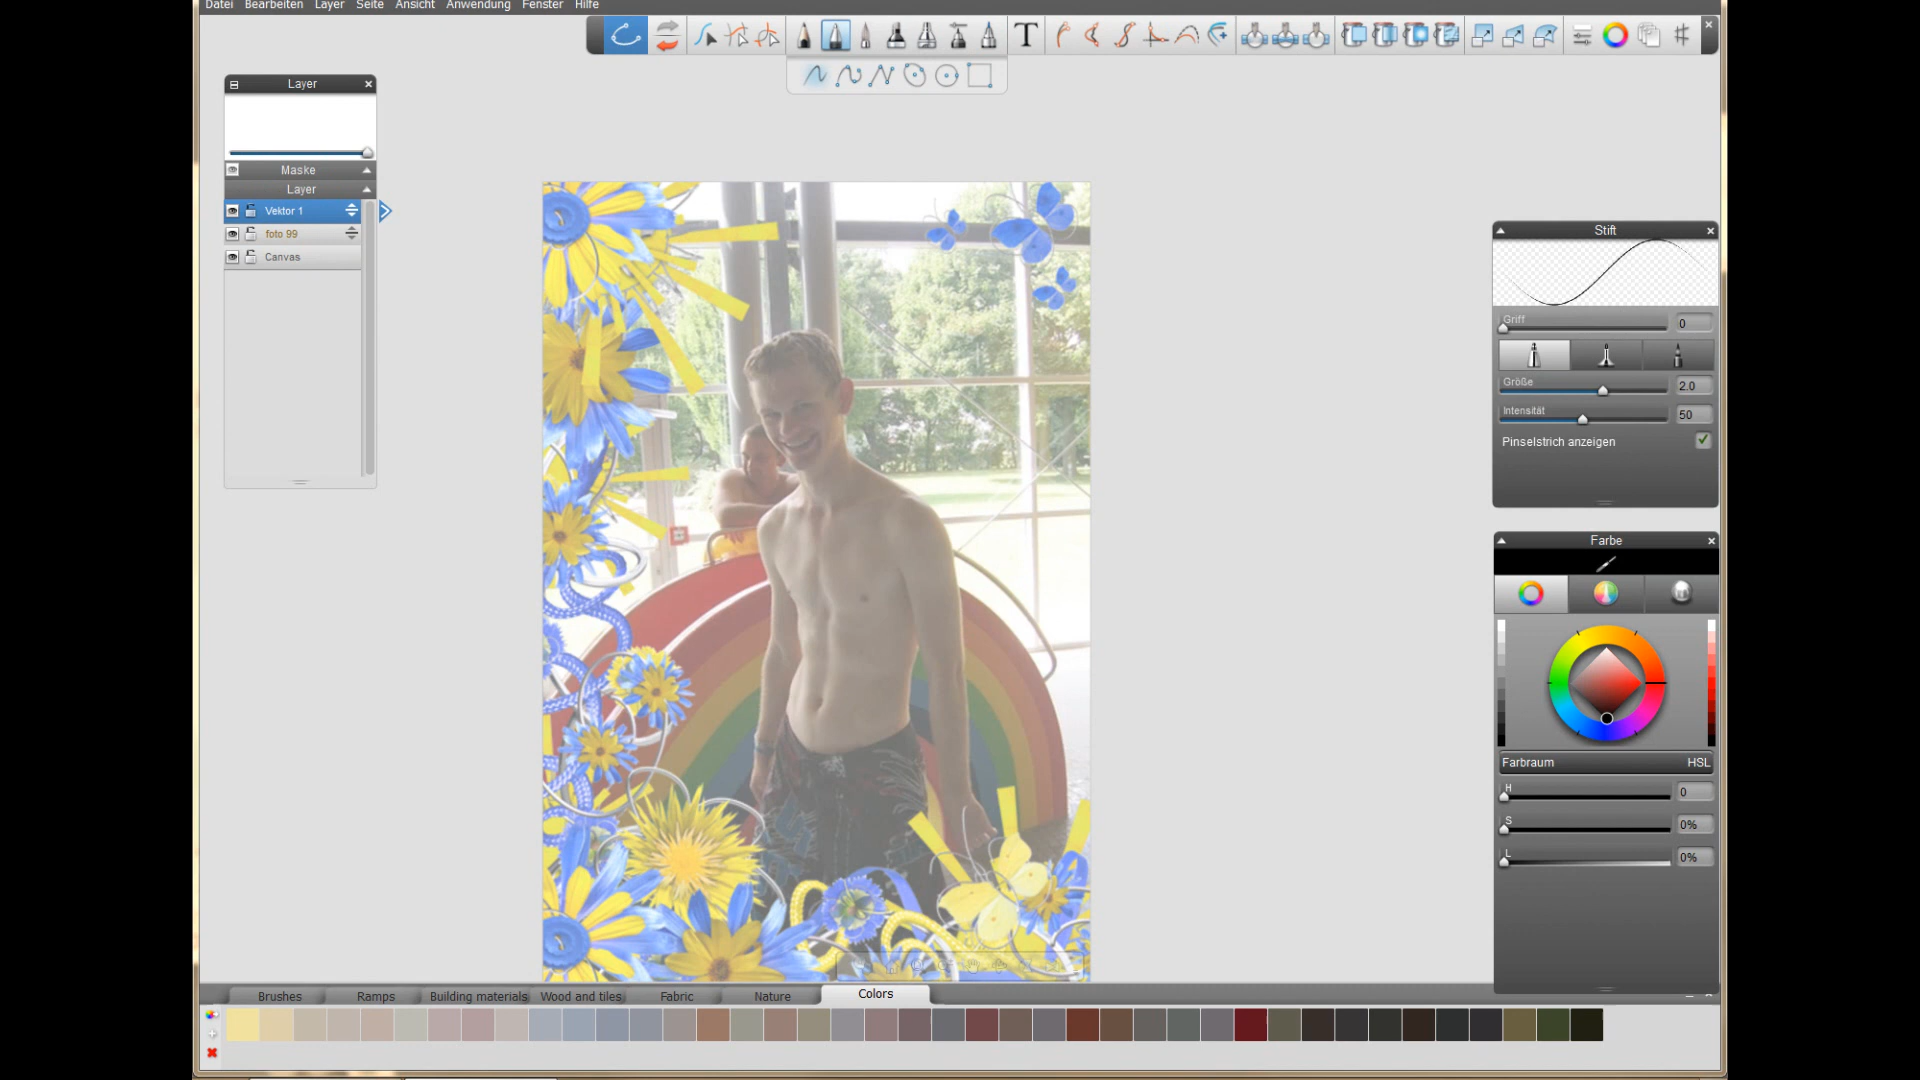 Datei Bearbeiten Layer Seite Ansicht Anwendung Fenster Hilfe
T
Layer
Maske
Layer
Vektor 1
foto 99
Canvas
Stift
Griff 0
Größe 2.0
Intensität 50
Pinselstrich anzeigen
Farbe
Farbraum HSL
H 0
S 0%
L 0%
Brushes Ramps Building materials Wood and tiles Fabric Nature Colors